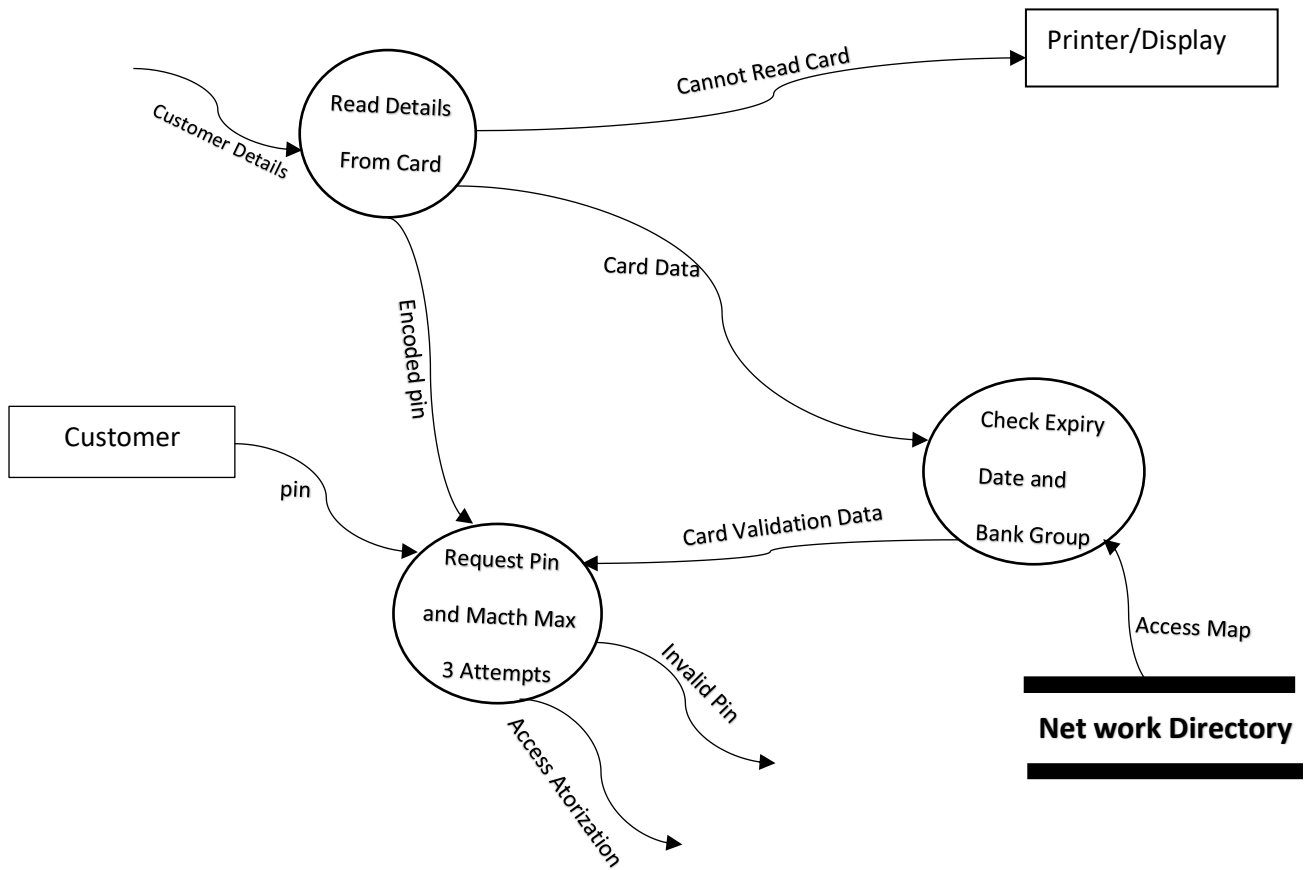 Printer/Display
Cannot Read Card
Read Details
From Card
Customer Details
Card Data
Encoded pin
Customer
pin
Check Expiry
Date and
Bank Group
Card Validation Data
Request Pin
and Macth Max
3 Attempts
Access Map
Invalid Pin
Access Atorization
Net work Directory